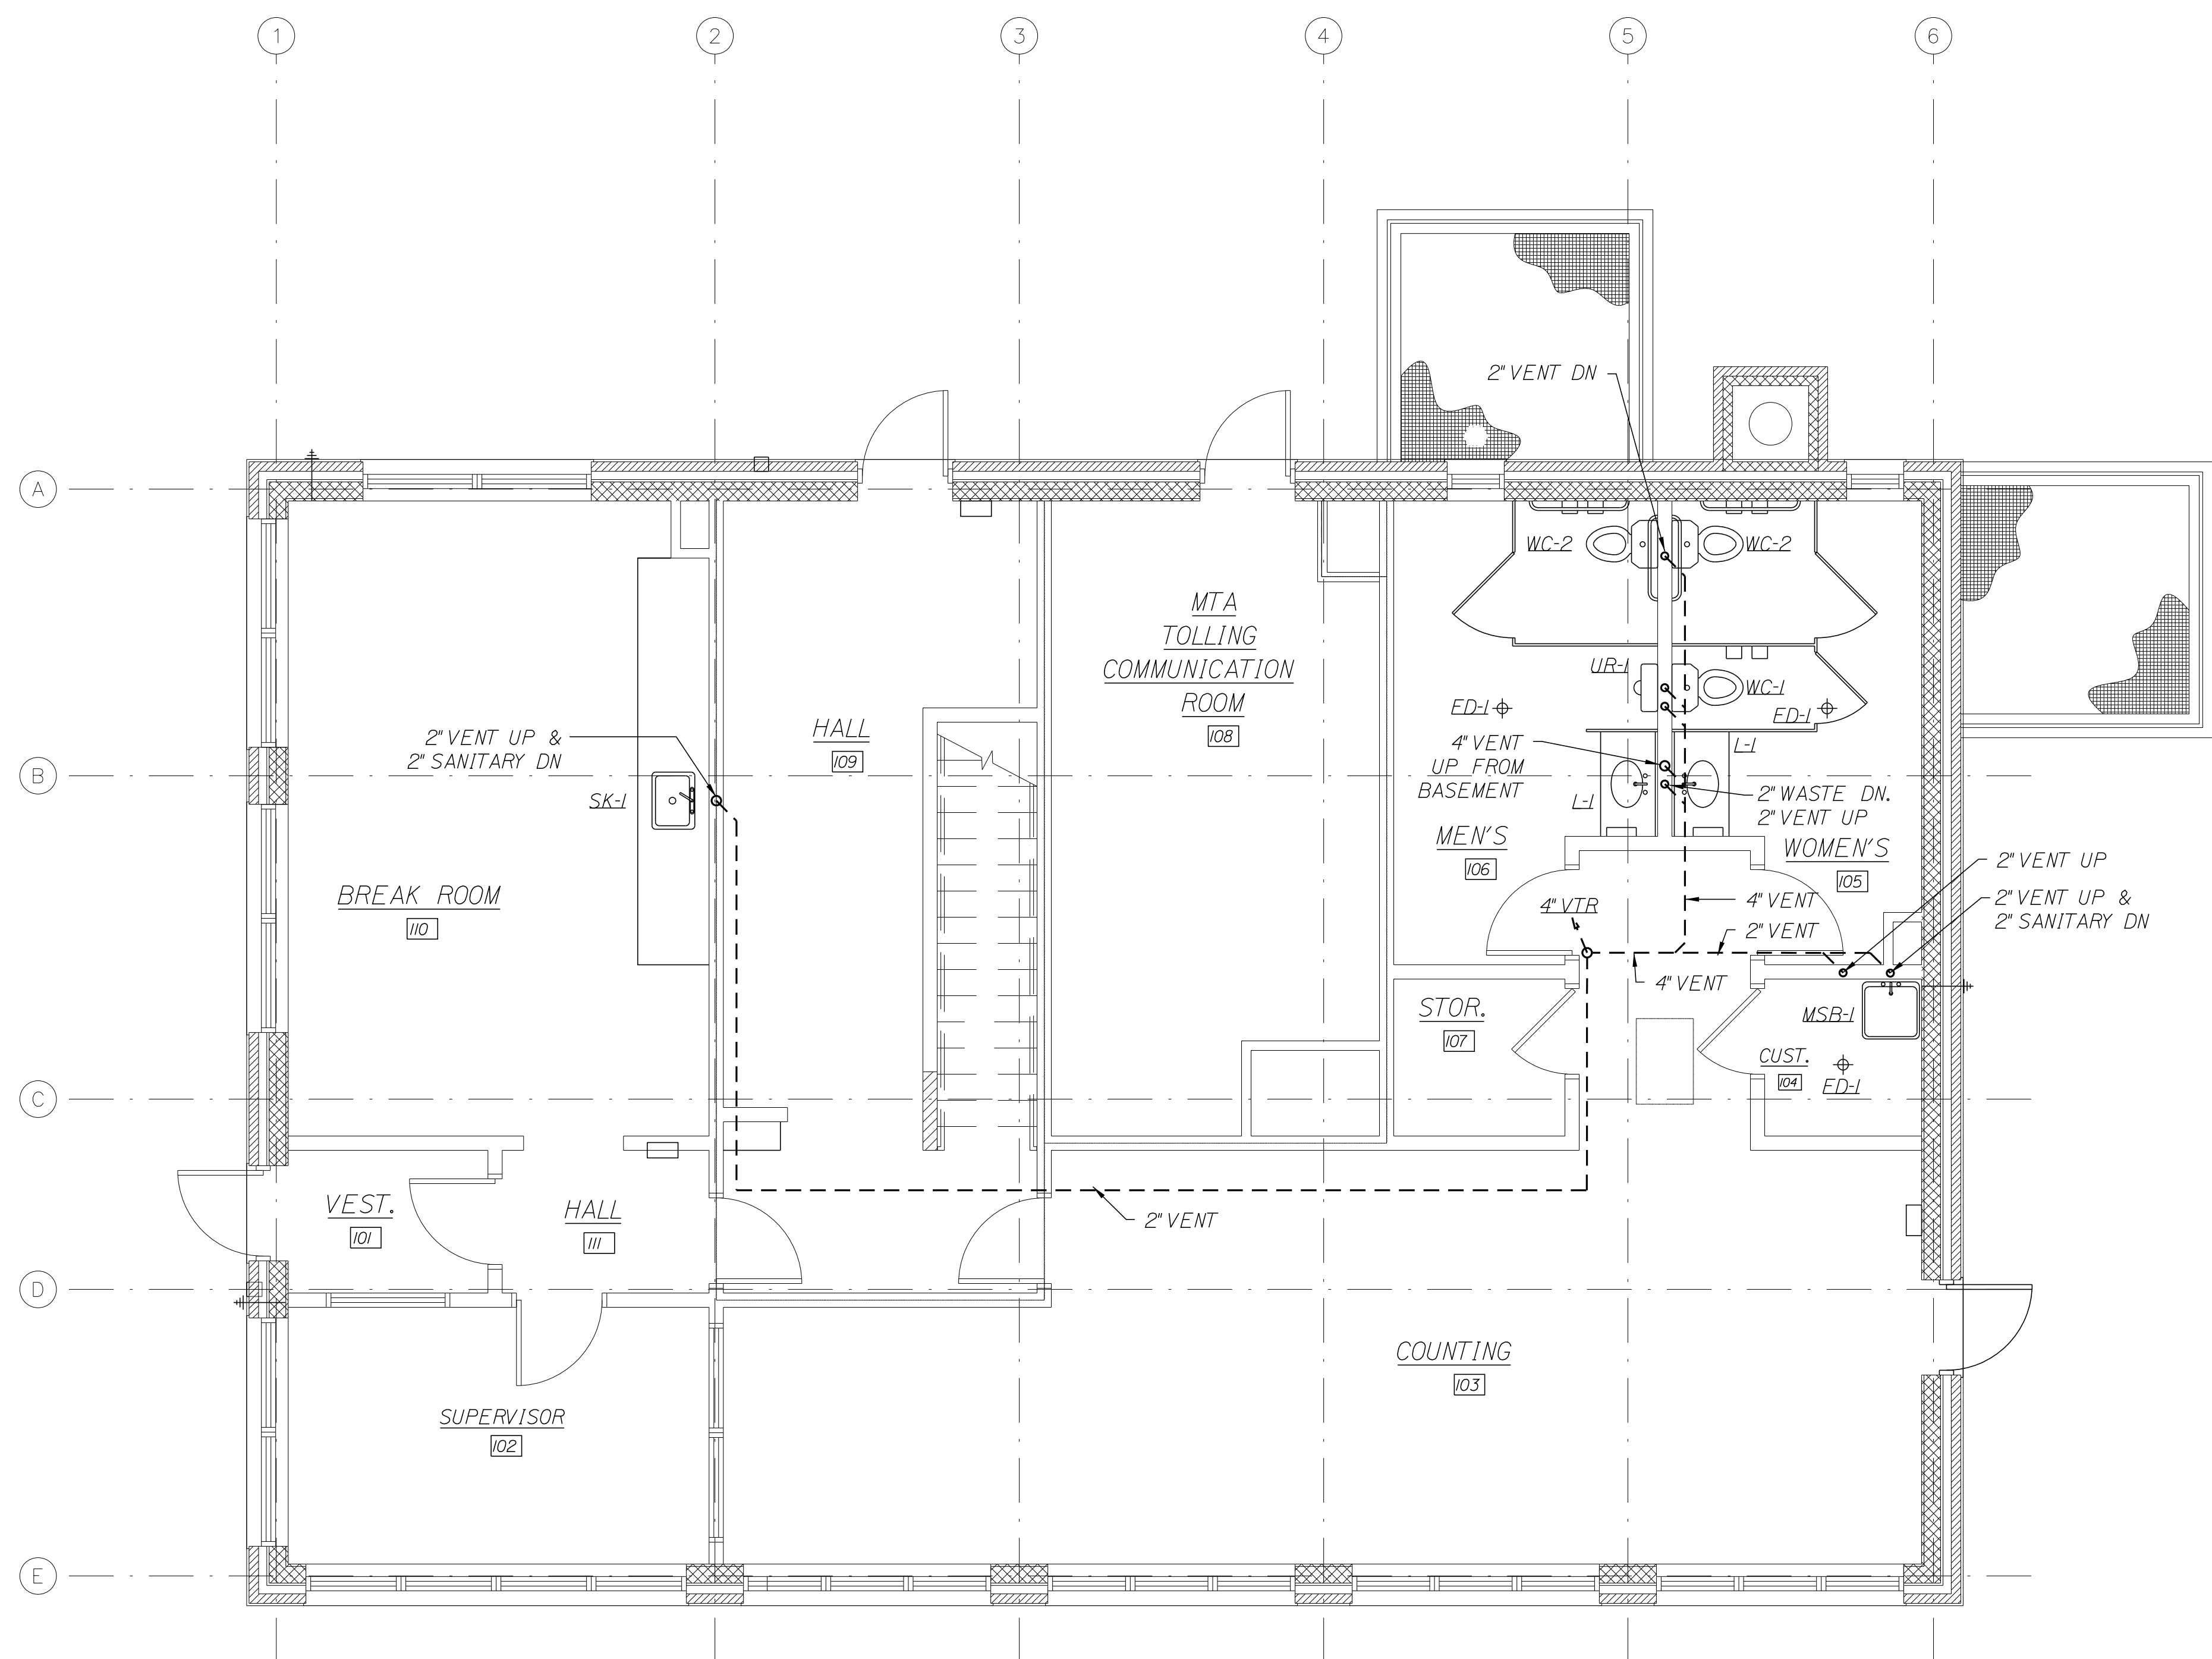 1
2
3
4
5
6
2" VENT DN
A
WC-2
WC-2
MTA
TOLLING
COMMUNICATION
ROOM
108
UR-1
WC-1
ED-1
ED-1
HALL
109
2" VENT UP &
2" SANITARY DN
4" VENT
UP FROM
BASEMENT
L-1
B
SK-1
L-1
2" WASTE DN.
2" VENT UP
MEN'S
106
WOMEN'S
105
2" VENT UP
BREAK ROOM
110
4" VTR
4" VENT
2" VENT UP &
2" SANITARY DN
2" VENT
4" VENT
STOR.
107
MSB-1
CUST.
104
ED-1
C
VEST.
101
HALL
111
2" VENT
D
COUNTING
103
SUPERVISOR
102
E